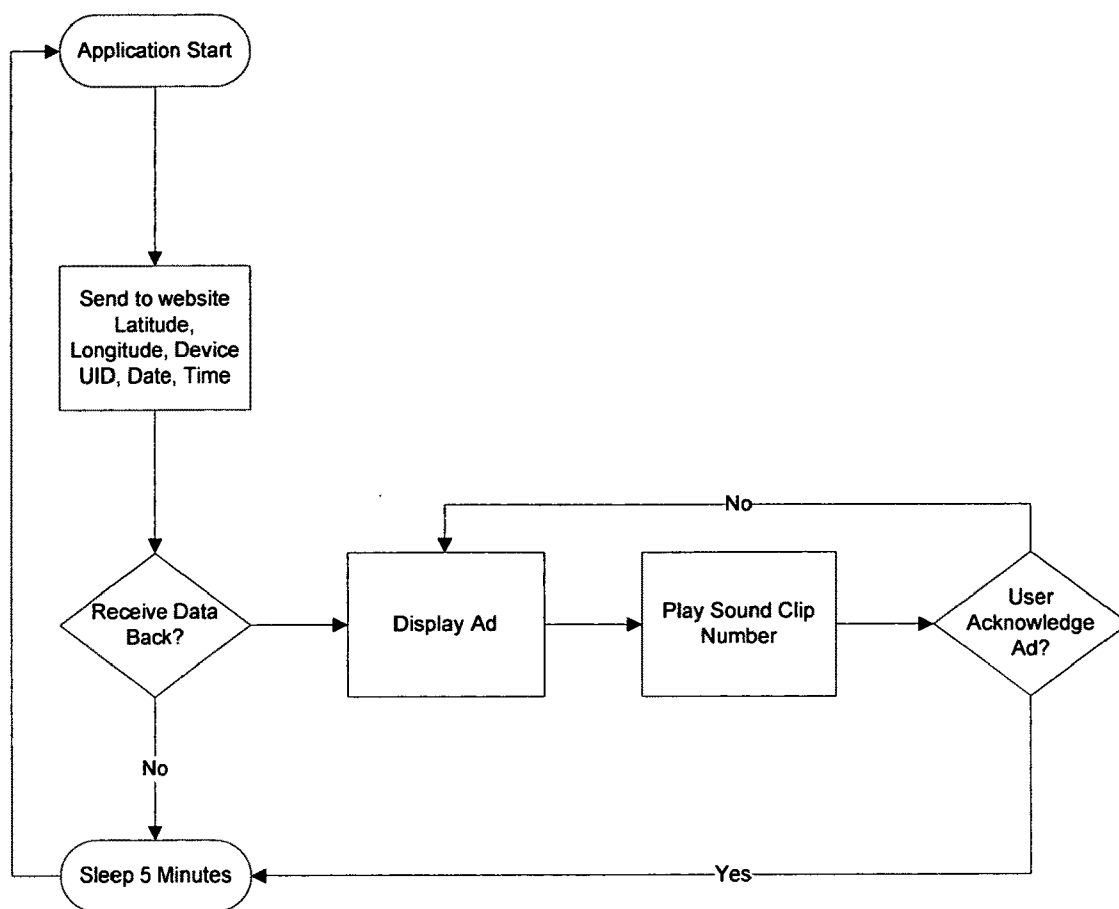 Application Start
Send to website
Latitude,
Longitude, Device
UID, Date, Time
No
Receive Data
Back?
Display Ad
Play Sound Clip
Number
User
Acknowledge
Ad?
No
Sleep 5 Minutes
Yes